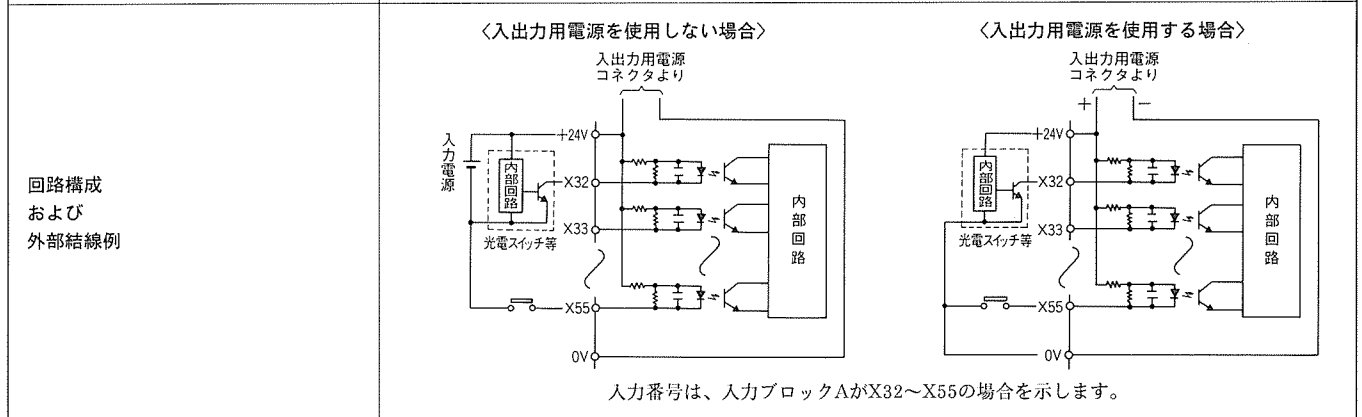 回路構成
および
外部結線例
〈入出力用電源を使用しない場合〉
入出力用電源
コネクタより
入力電源
+24V
内部回路
X32
X33
光電スイッチ等
X55
0V
内部回路
〈入出力用電源を使用する場合〉
入出力用電源
コネクタより
+ −
+24V
内部回路
X32
X33
光電スイッチ等
X55
0V
内部回路
入力番号は、入力ブロックAがX32〜X55の場合を示します。